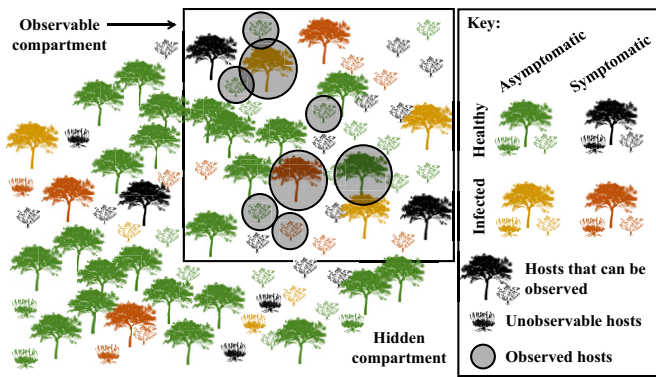 Observable
compartment
Hidden
compartment
Key:
Asymptomatic
Symptomatic
Healthy
Infected
Hosts that can be
observed
Unobservable hosts
Observed hosts